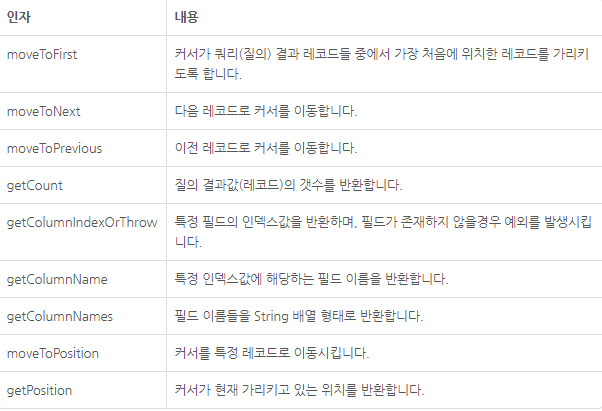 인자 내용
moveToFirst 커서가 쿼리(질의) 결과 레코드들 중에서 가장 처음에 위치한 레코드를 가리키
도록 합니다.
moveToNext 다음 레코드로 커서를 이동합니다.
moveToPrevious 이전 레코드로 커서를 이동합니다.
getCount 질의 결과값(레코드)의 갯수를 반환합니다.
getColumnIndexOrThrow 특정 필드의 인덱스값을 반환하며, 필드가 존재하지 않을경우 예외를 발생시킵
니다.
getColumnName 특정 인덱스값에 해당하는 필드 이름을 반환합니다.
getColumnNames 필드 이름들을 String 배열 형태로 반환합니다.
moveToPosition 커서를 특정 레코드로 이동시킵니다.
getPosition 커서가 현재 가리키고 있는 위치를 반환합니다.